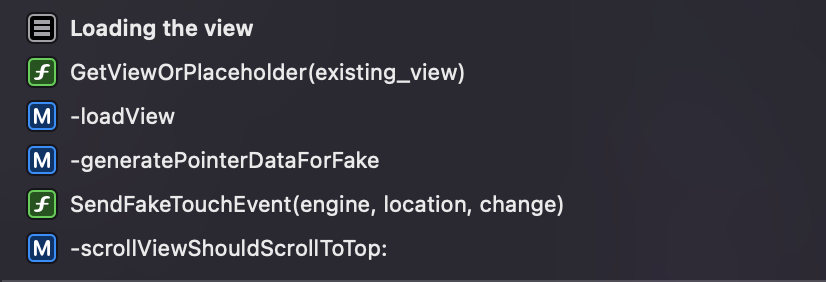 Loading the view
GetViewOrPlaceholder(existing_view)
-loadView
-generatePointerDataForFake
SendFakeTouchEvent(engine, location, change)
-scrollViewShouldScrollToTop: